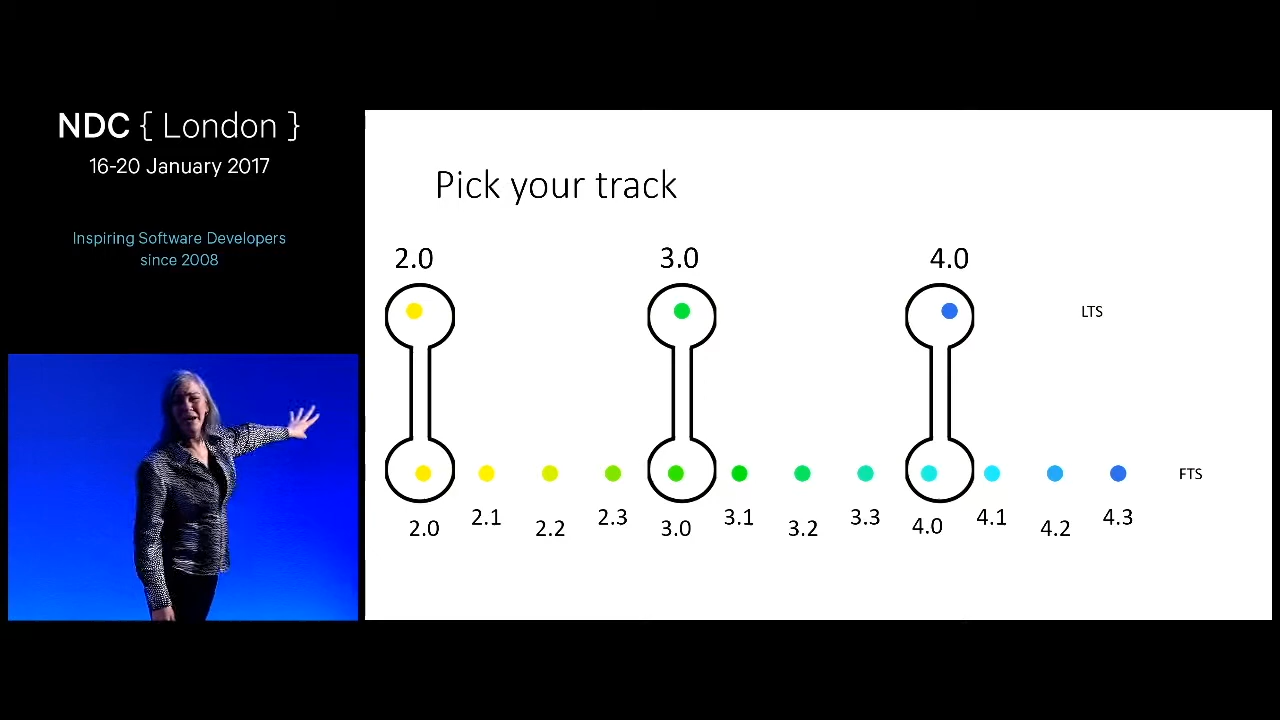 NDC { London }
16-20 January 2017
Inspiring Software Developers
since 2008
Pick your track
2.0 3.0 4.0
LTS
FTS
2.0 2.1 2.2 2.3 3.0 3.1 3.2 3.3 4.0 4.1 4.2 4.3